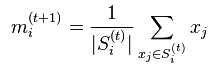 m_i^{(t+1)} = \frac{1}{|S_i^{(t)}|} \sum_{x_j \in S_i^{(t)}} x_j